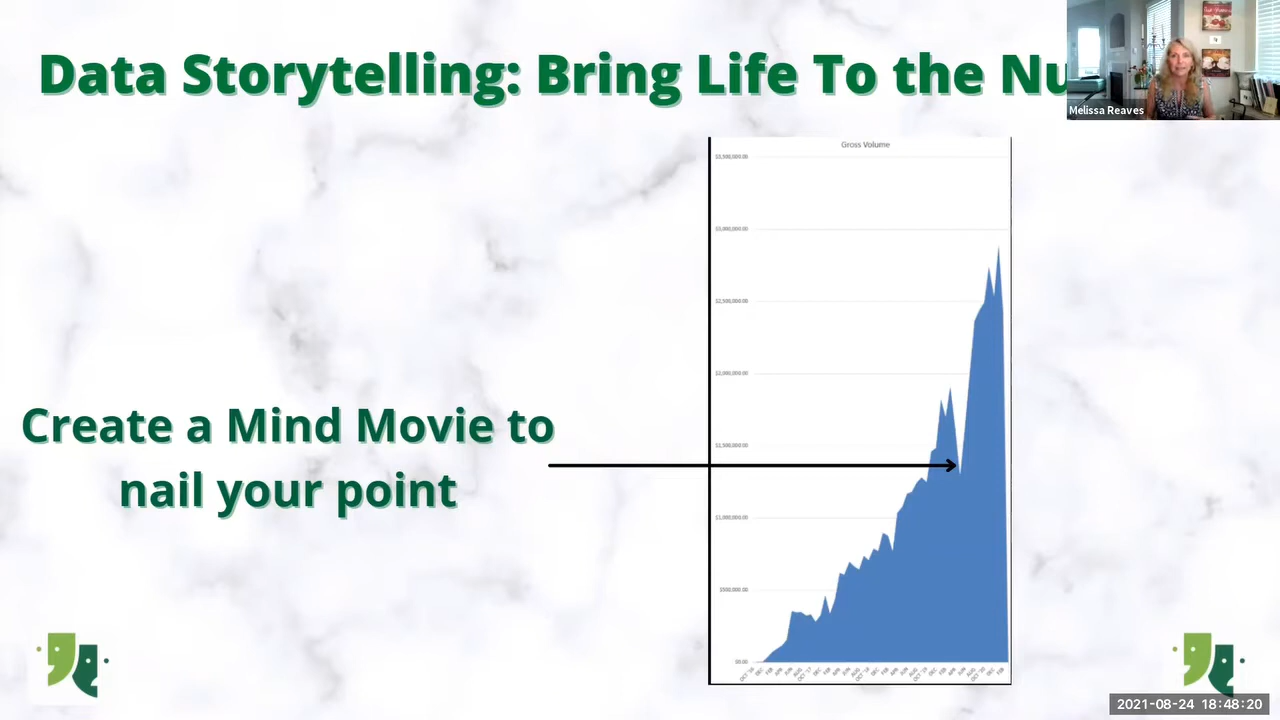 Data Storytelling: Bring Life To the Nu
Melissa Reaves
Gross Volume
$3,500,000.00
$3,000,000.00
$2,500,000.00
$2,000,000.00
$1,500,000.00
$1,000,000.00
$500,000.00
$0.00
Create a Mind Movie to
nail your point
2021-08-24 18:48:20